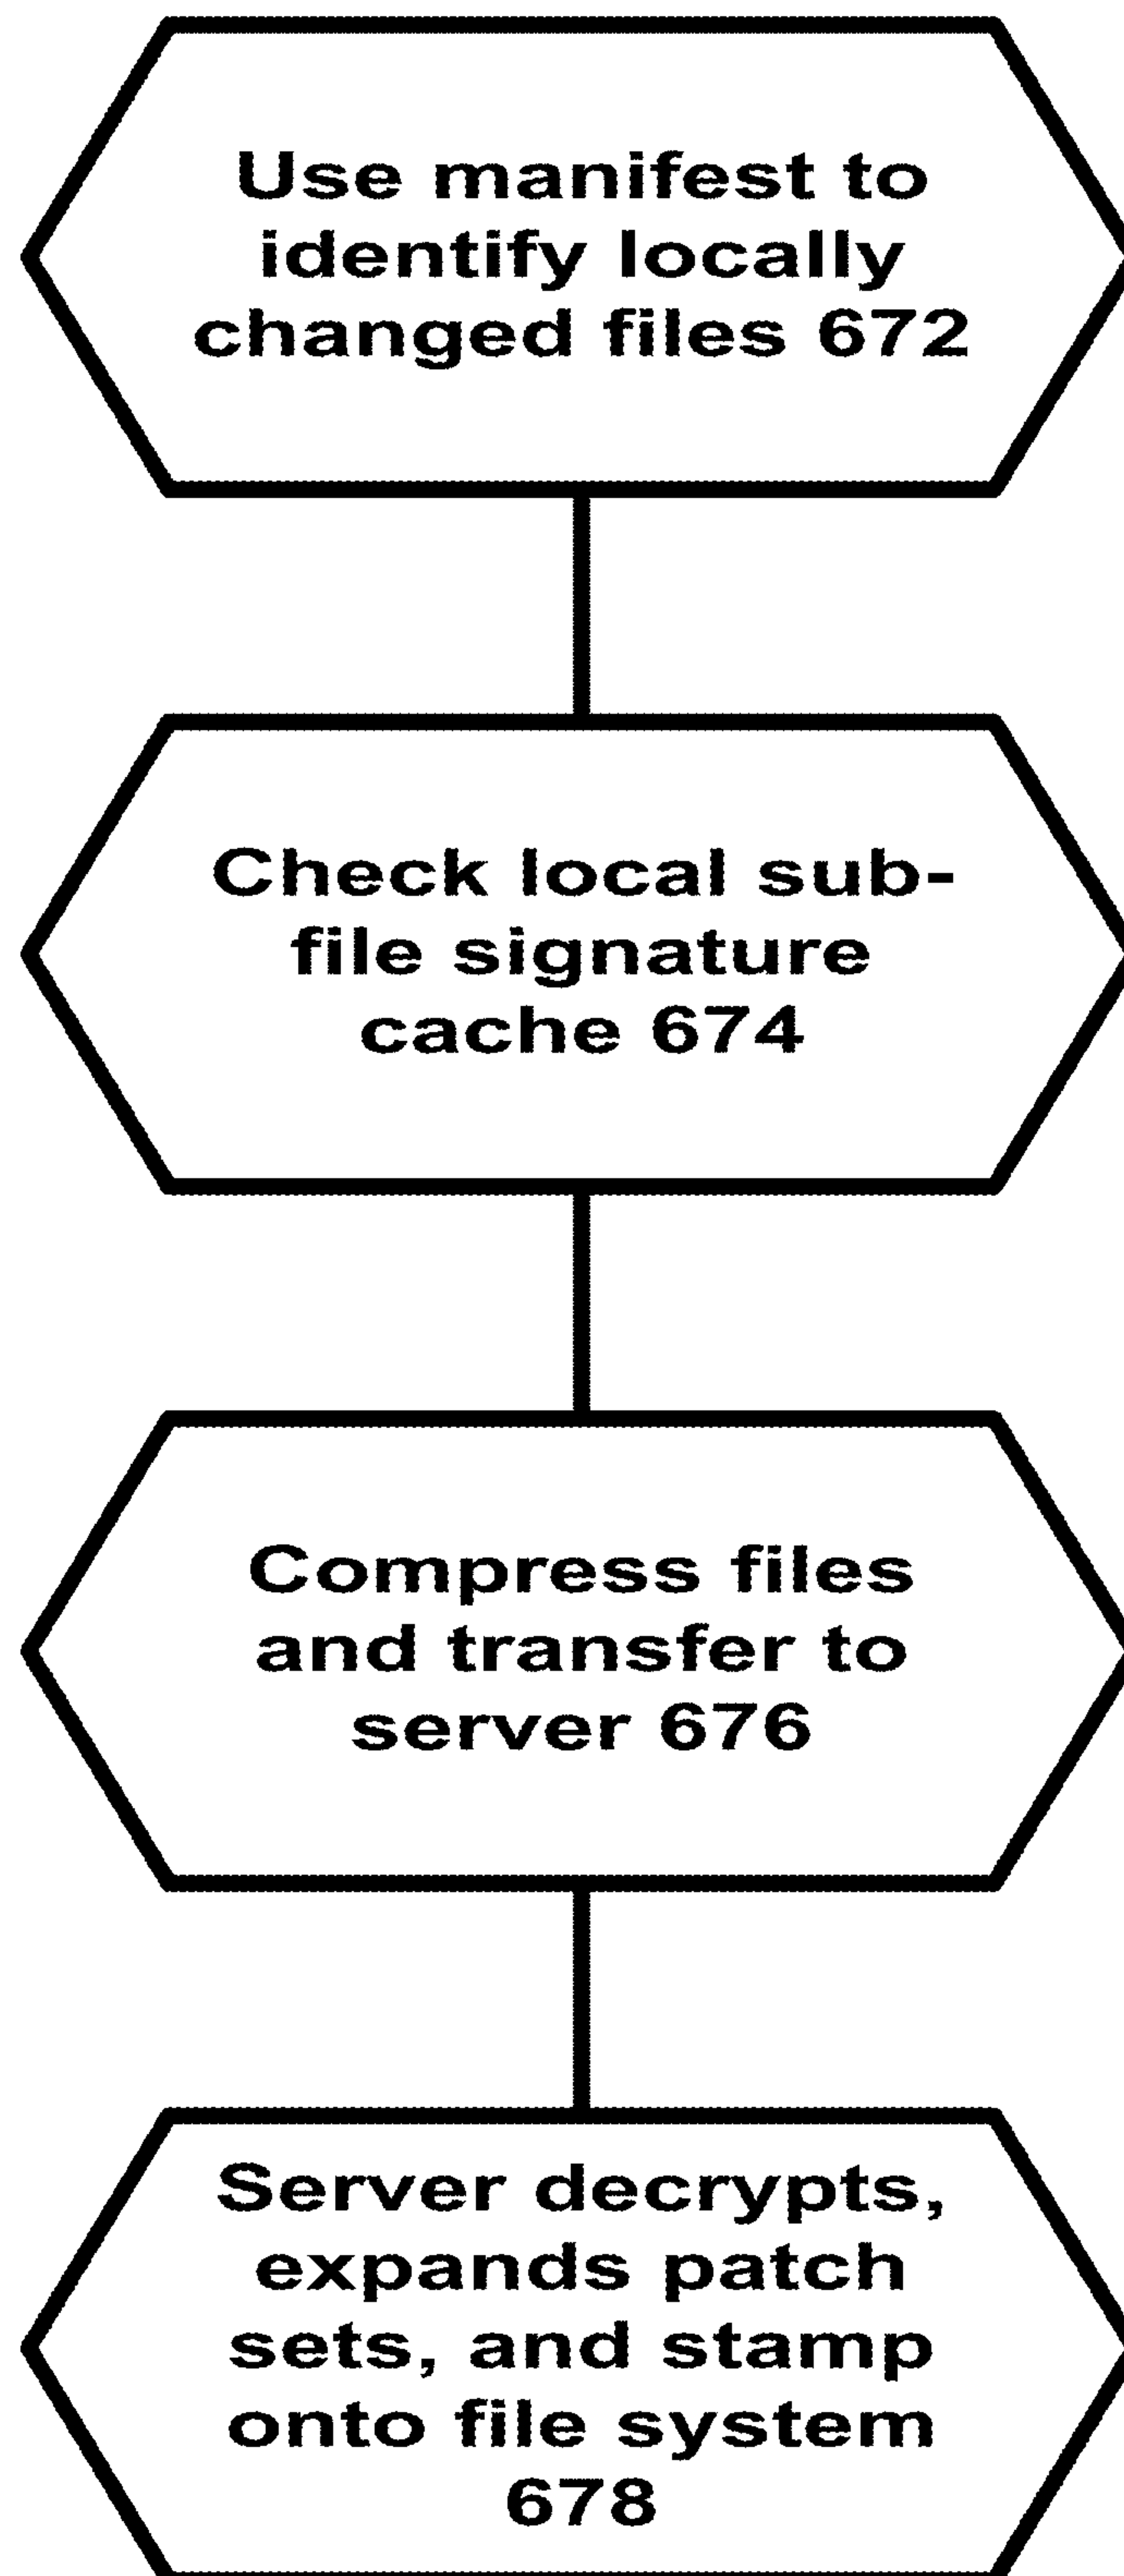 Use manifest to
identify locally
changed files 672
Check local sub-
file signature
cache 674
Compress files
and transfer to
server 676
Server decrypts,
expands patch
sets, and stamp
onto file system
678